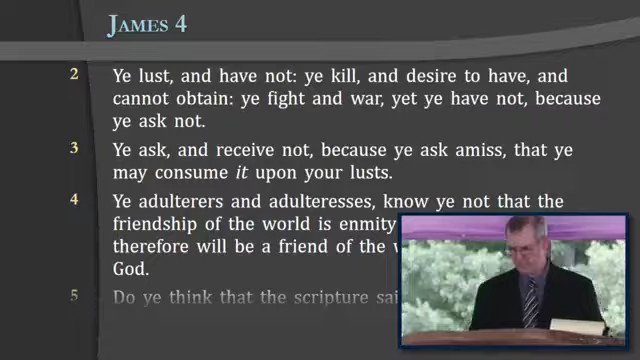 JAMES 4
2 Ye lust, and have not: ye kill, and desire to have, and
cannot obtain: ye fight and war, yet ye have not, because
ye ask not.
3 Ye ask, and receive not, because ye ask amiss, that ye
may consume it upon your lusts.
4 Ye adulterers and adulteresses, know ye not that the
friendship of the world is enmity
therefore will be a friend of the
God.
5 Do ye think that the scripture